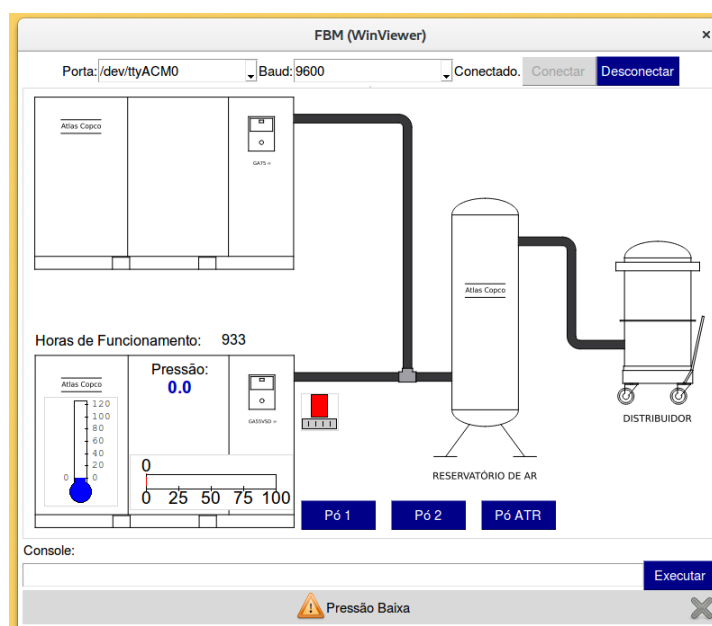 FBM (WinViewer)
Porta: /dev/ttyACM0 Baud: 9600 Conectado. Conectar Desconectar
Atlas Copco
GA75 +
Atlas Copco
Horas de Funcionamento: 933
Atlas Copco
Pressão:
0.0
GA55VSD +
120
100
80
60
40
20
0 0
0
0 25 50 75 100
DISTRIBUIDOR
RESERVATÓRIO DE AR
Pó 1 Pó 2 Pó ATR
Console:
Executar
Pressão Baixa